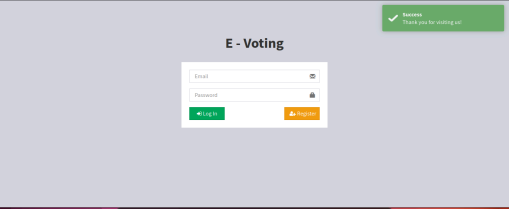 Success
Thank you for visiting us!
E - Voting
Email
Password
Log In
Register